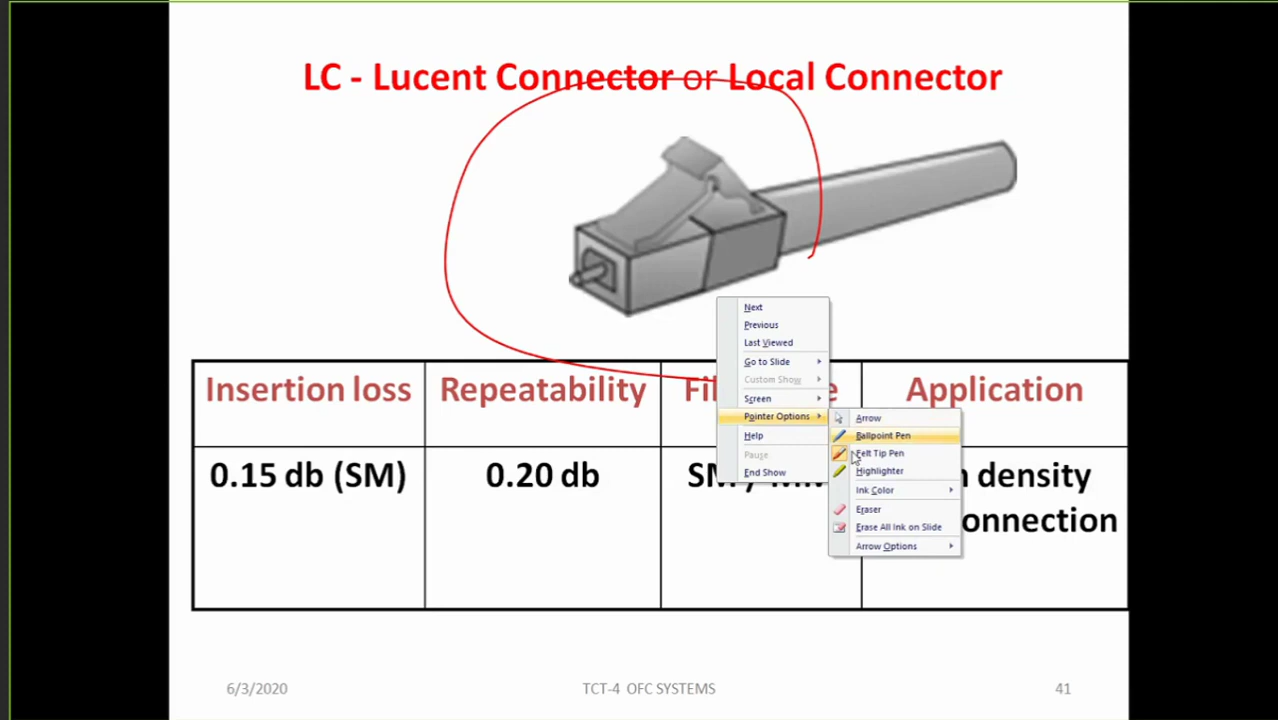 LC - Lucent Connector or Local Connector
Next
Previous
Last Viewed
Go to Slide
Custom Show
Screen
Pointer Options
Help
Pause
End Show
Arrow
Ballpoint Pen
Felt Tip Pen
Highlighter
Ink Color
Eraser
Erase All Ink on Slide
Arrow Options
Insertion loss Repeatability Application
0.15 db (SM) 0.20 db SM / density
onnection
6/3/2020 TCT-4 OFC SYSTEMS 41